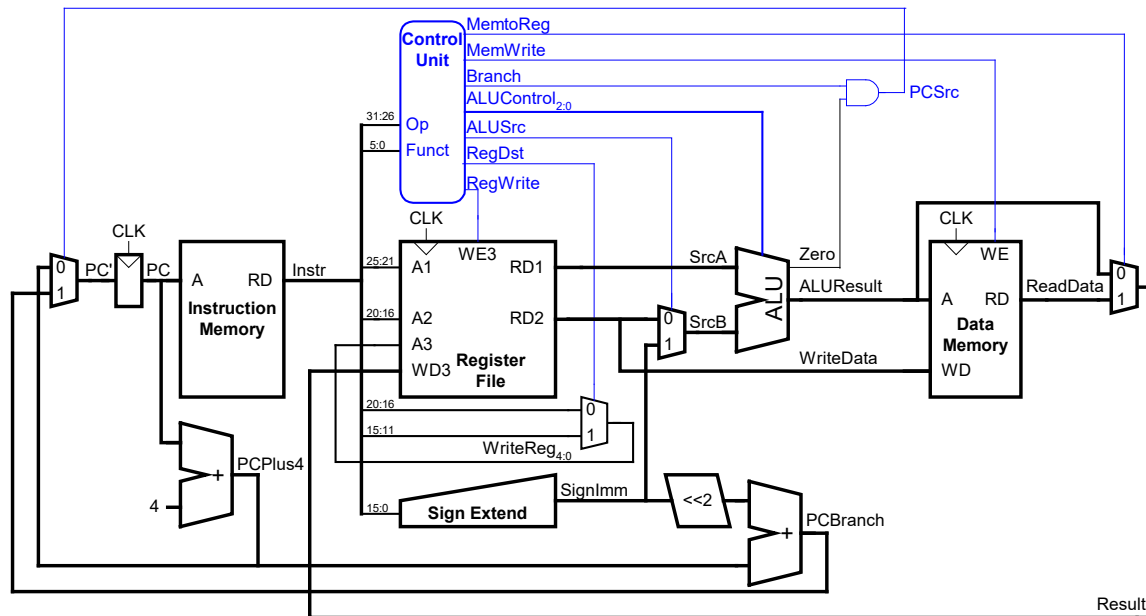 MemtoReg
Control
Unit
MemWrite
Branch
PCSrc
ALUControl2:0
31:26
Op
ALUSrc
5:0
Funct
RegDst
RegWrite
CLK
CLK
CLK
WE3
WE
0
1
PC'
PC
A
RD
Instr
Instruction
Memory
25:21
A1
RD1
SrcA
Zero
ALU
ALUResult
A
RD
ReadData
0
1
20:16
A2
RD2
0
1
SrcB
A3
Data
Memory
WD3
Register
File
WriteData
WD
20:16
0
15:11
1
WriteReg4:0
PCPlus4
+
4
SignImm
<<2
15:0
Sign Extend
+
PCBranch
Result